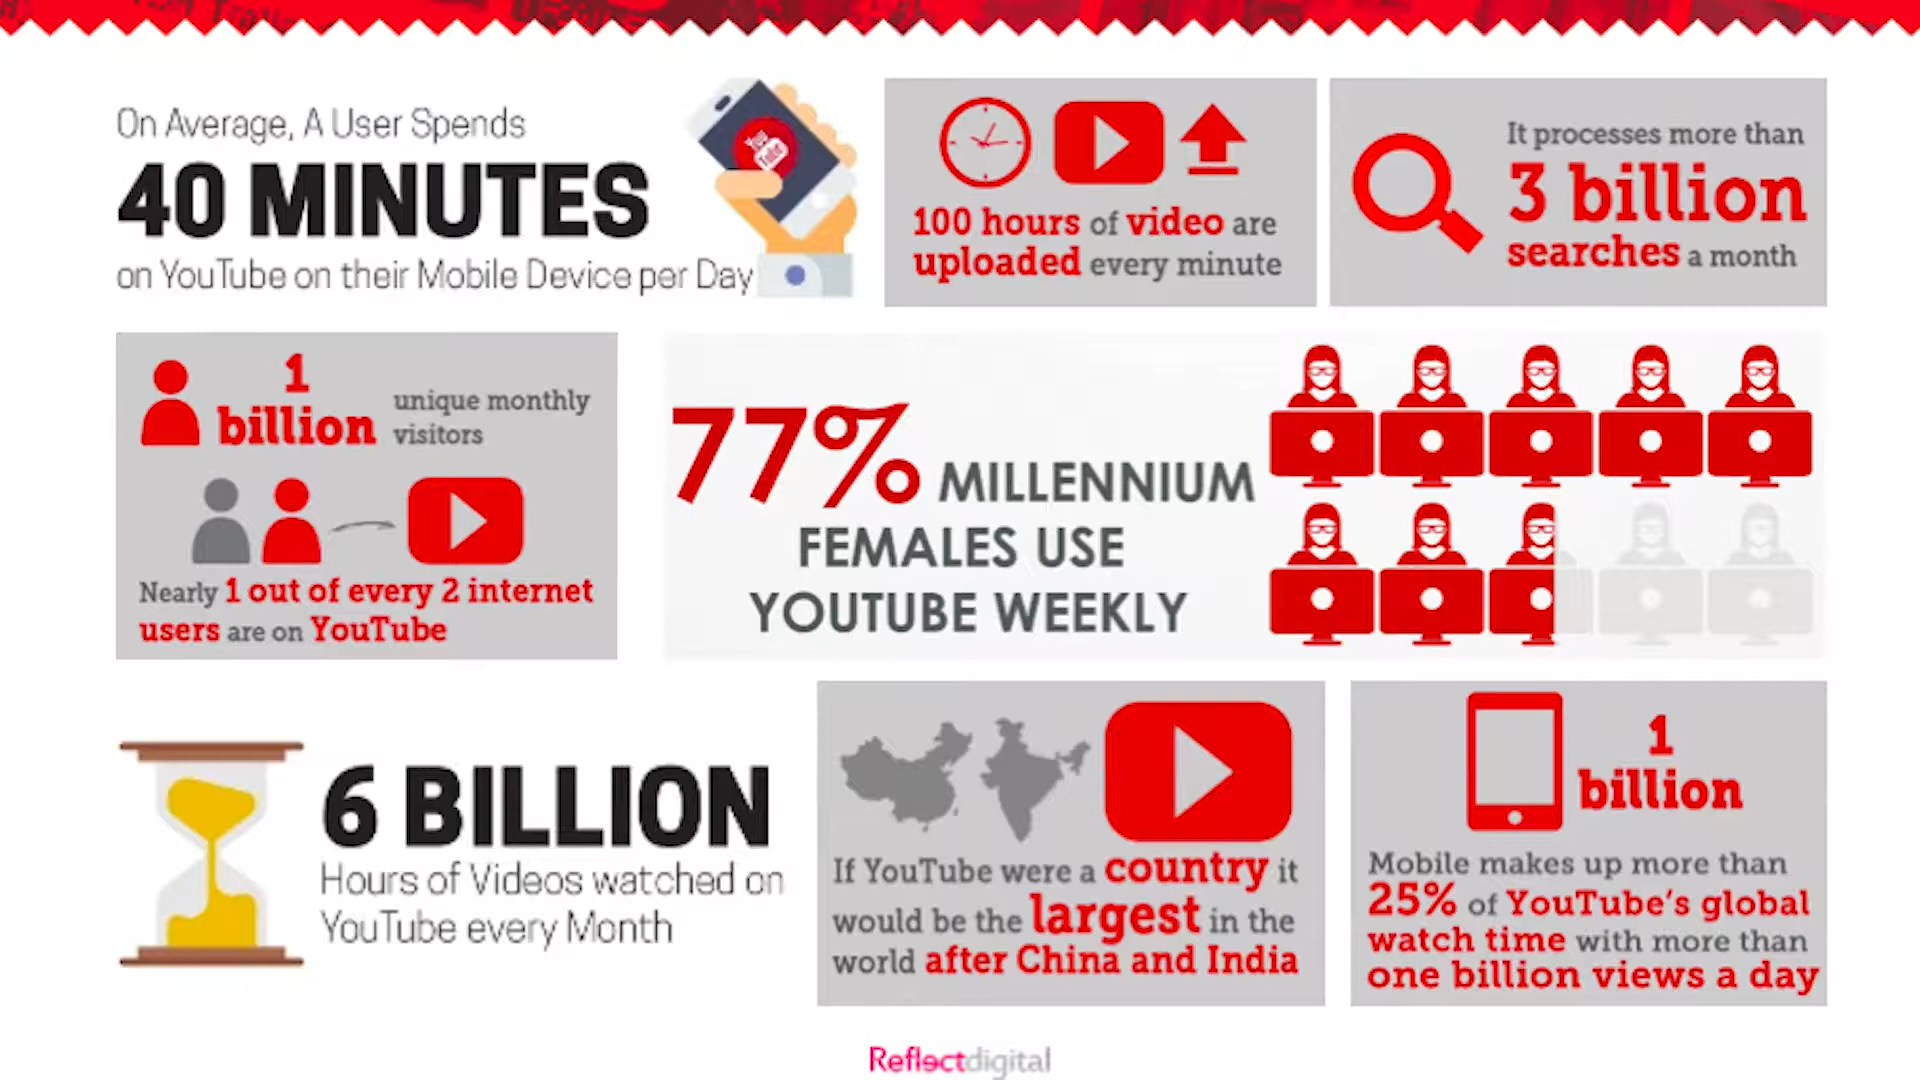 On Average, A User Spends
40 MINUTES
on YouTube on their Mobile Device per Day
You
Tube
100 hours of video are
uploaded every minute
It processes more than
3 billion
searches a month
1
billion
unique monthly
visitors
Nearly 1 out of every 2 internet
users are on YouTube
77% MILLENNIUM
FEMALES USE
YOUTUBE WEEKLY
6 BILLION
Hours of Videos watched on
YouTube every Month
If YouTube were a country it
would be the largest in the
world after China and India
1
billion
Mobile makes up more than
25% of YouTube's global
watch time with more than
one billion views a day
Reflectdigital